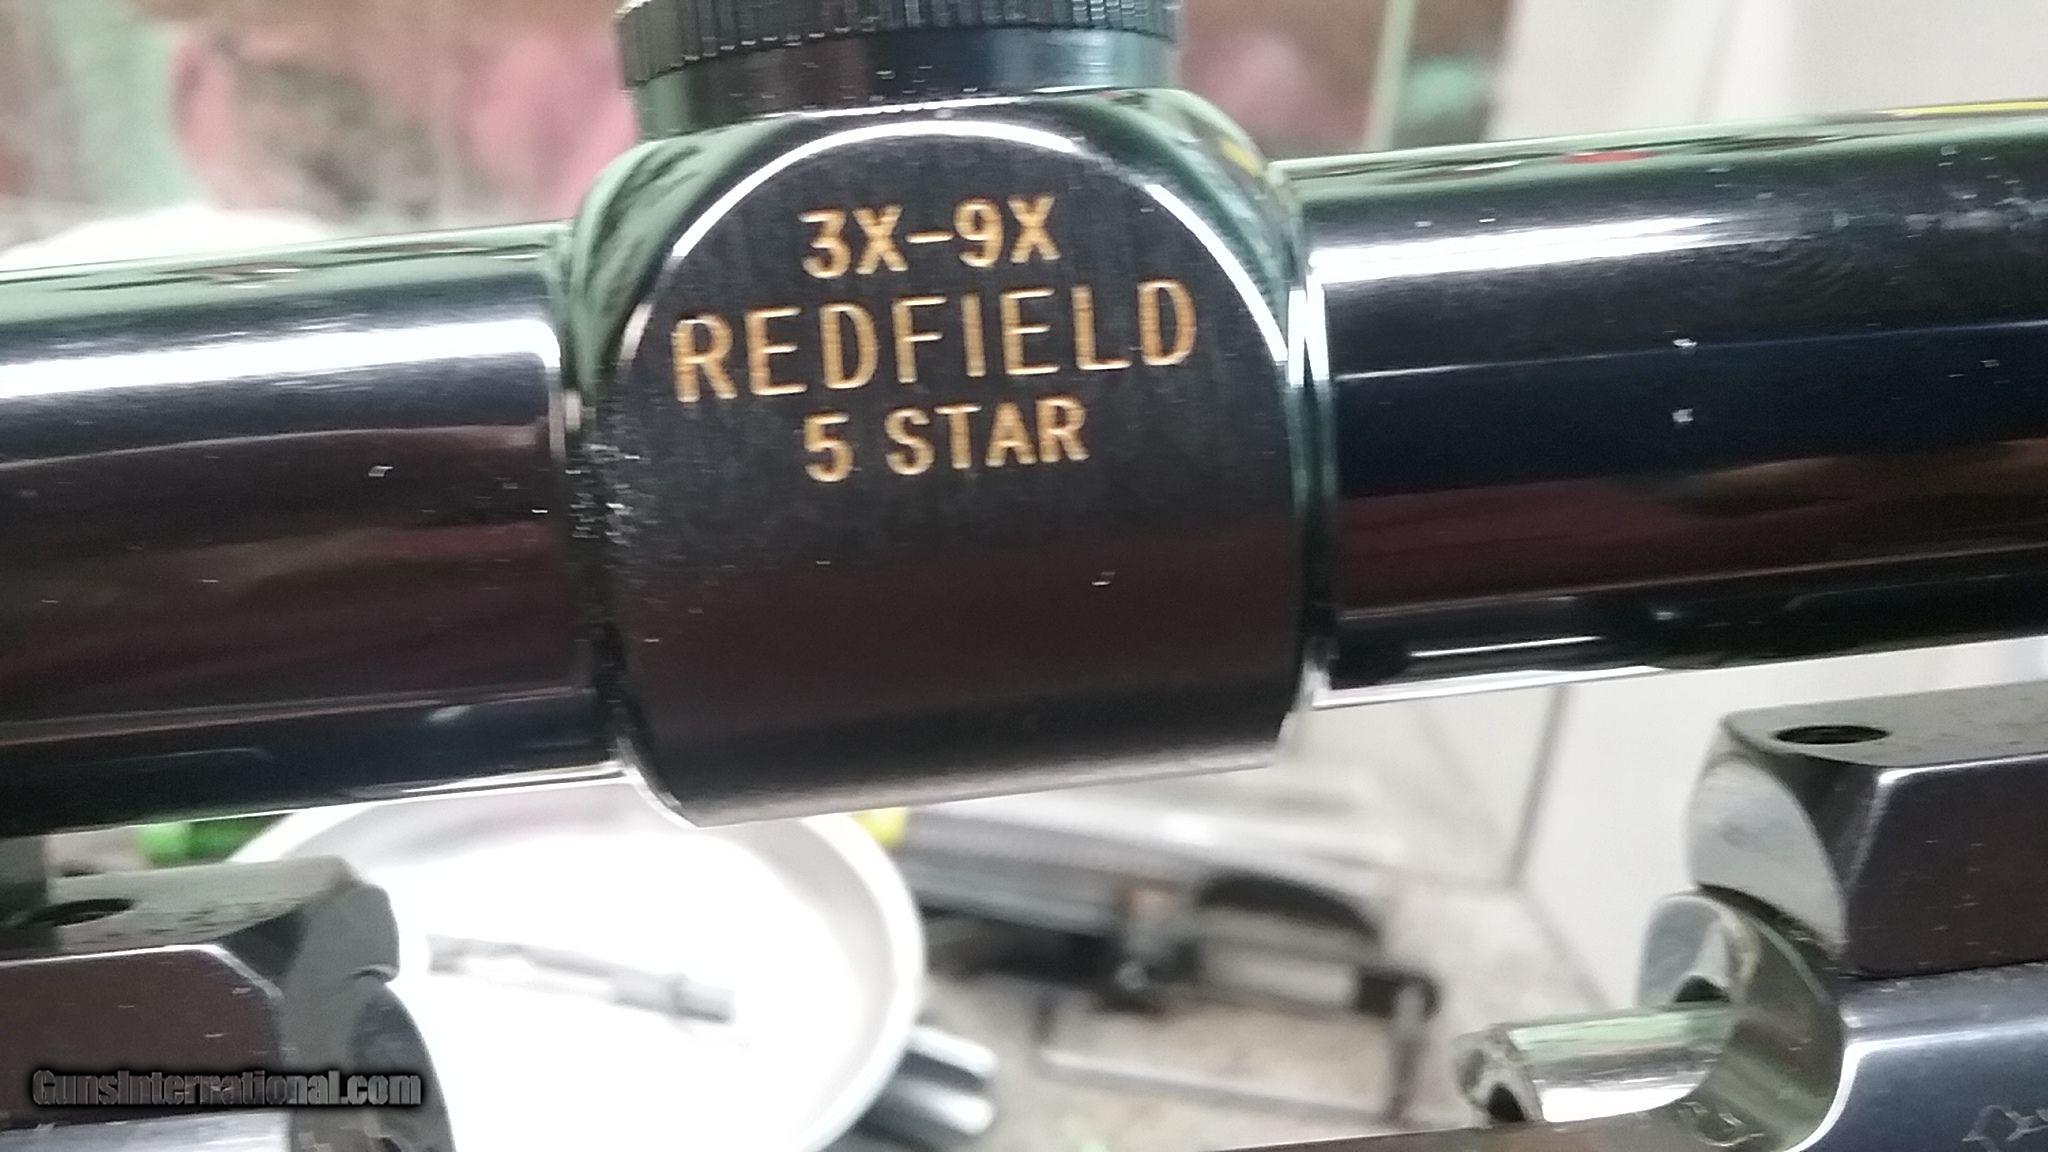 3X-9X
REDFIELD
5 STAR
GunsInternational.com